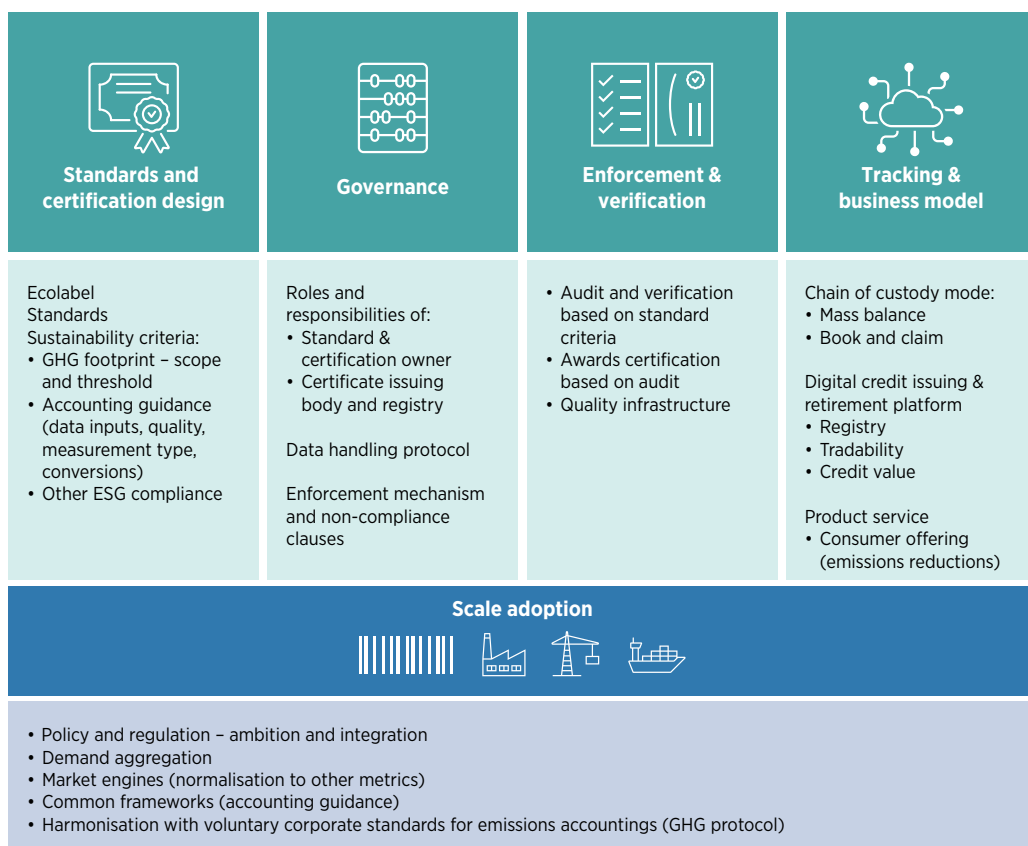 Standards and
certification design
Governance
Enforcement &
verification
Tracking &
business model
Ecolabel
Standards
Sustainability criteria:
• GHG footprint – scope
and threshold
• Accounting guidance
(data inputs, quality,
measurement type,
conversions)
• Other ESG compliance
Roles and
responsibilities of:
• Standard &
certification owner
• Certificate issuing
body and registry
Data handling protocol
Enforcement mechanism
and non-compliance
clauses
• Audit and verification
based on standard
criteria
• Awards certification
based on audit
• Quality infrastructure
Chain of custody mode:
• Mass balance
• Book and claim
Digital credit issuing &
retirement platform
• Registry
• Tradability
• Credit value
Product service
• Consumer offering
(emissions reductions)
Scale adoption
• Policy and regulation – ambition and integration
• Demand aggregation
• Market engines (normalisation to other metrics)
• Common frameworks (accounting guidance)
• Harmonisation with voluntary corporate standards for emissions accountings (GHG protocol)